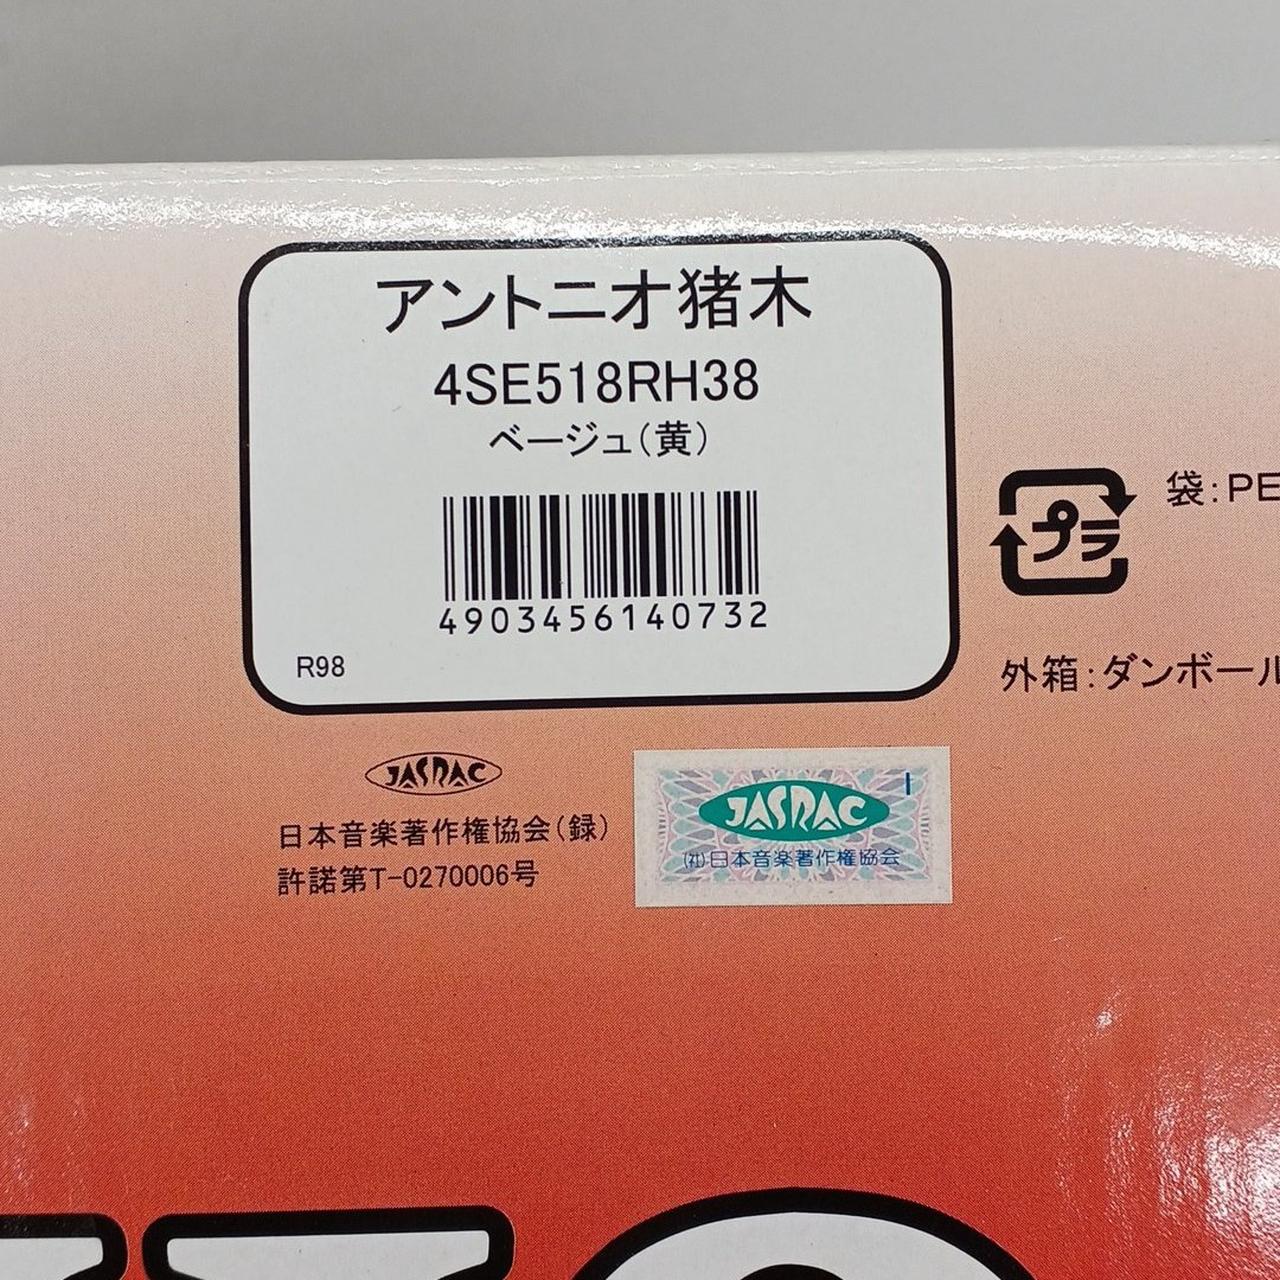 アントニオ猪木
4SE518RH38
ベージュ(黄)
4903456140732
R98
プラ
袋:PE
外箱:ダンボール
JASRAC
日本音楽著作権協会(録)
許諾第T-0270006号
JASRAC
(社)日本音楽著作権協会